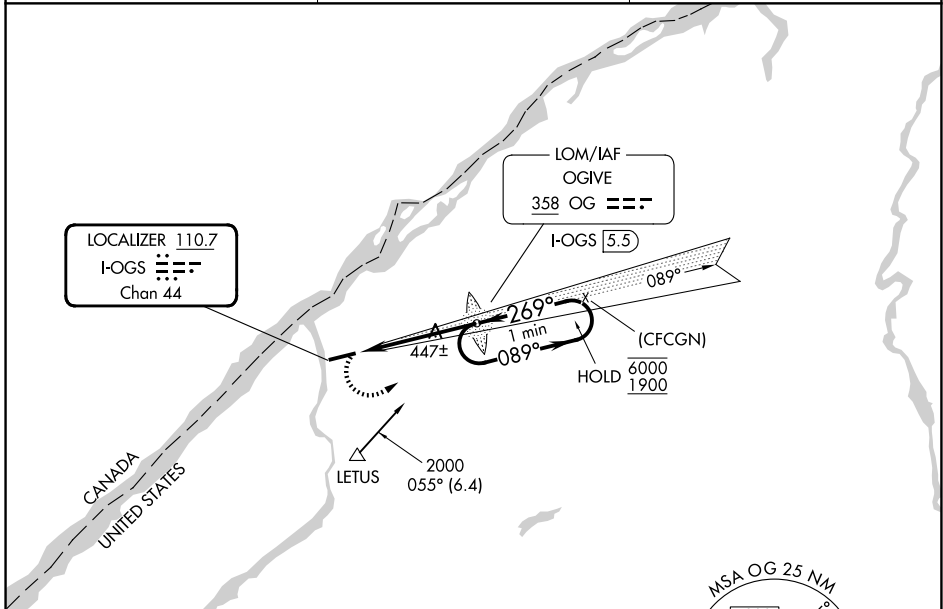 LOM/IAF
OGIVE
358 OG
I-OGS 5.5
LOCALIZER 110.7
I-OGS
Chan 44
089°
269°
1 min
089°
447±
(CFCGN)
HOLD 6000
1900
LETUS
2000
055° (6.4)
CANADA
UNITED STATES
MSA OG 25 NM